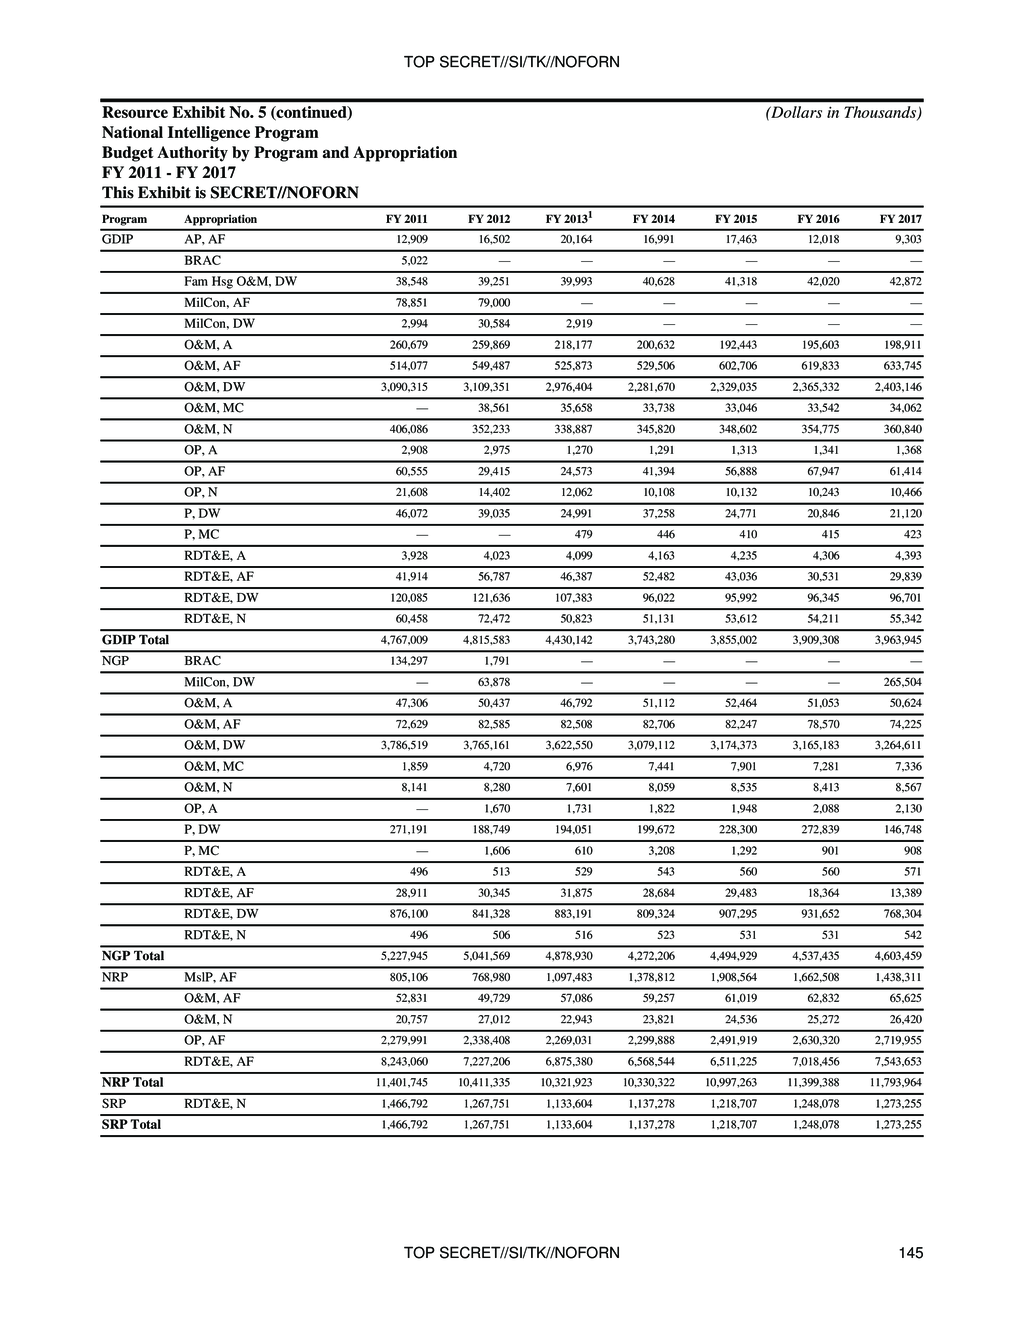 TOP SECRET//SI/TK//NOFORN
Resource Exhibit No. 5 (continued) (Dollars in Thousands)
National Intelligence Program
Budget Authority by Program and Appropriation
FY 2011 - FY 2017
This Exhibit is SECRET//NOFORN
Program Appropriation FY 2011 FY 2012 FY 2013¹ FY 2014 FY 2015 FY 2016 FY 2017
GDIP AP, AF 12,909 16,502 20,164 16,991 17,463 12,018 9,303
BRAC 5,022 — — — — — —
Fam Hsg O&M, DW 38,548 39,251 39,993 40,628 41,318 42,020 42,872
MilCon, AF 78,851 79,000 — — — — —
MilCon, DW 2,994 30,584 2,919 — — — —
O&M, A 260,679 259,869 218,177 200,632 192,443 195,603 198,911
O&M, AF 514,077 549,487 525,873 529,506 602,706 619,833 633,745
O&M, DW 3,090,315 3,109,351 2,976,404 2,281,670 2,329,035 2,365,332 2,403,146
O&M, MC — 38,561 35,658 33,738 33,046 33,542 34,062
O&M, N 406,086 352,233 338,887 345,820 348,602 354,775 360,840
OP, A 2,908 2,975 1,270 1,291 1,313 1,341 1,368
OP, AF 60,555 29,415 24,573 41,394 56,888 67,947 61,414
OP, N 21,608 14,402 12,062 10,108 10,132 10,243 10,466
P, DW 46,072 39,035 24,991 37,258 24,771 20,846 21,120
P, MC — — 479 446 410 415 423
RDT&E, A 3,928 4,023 4,099 4,163 4,235 4,306 4,393
RDT&E, AF 41,914 56,787 46,387 52,482 43,036 30,531 29,839
RDT&E, DW 120,085 121,636 107,383 96,022 95,992 96,345 96,701
RDT&E, N 60,458 72,472 50,823 51,131 53,612 54,211 55,342
GDIP Total 4,767,009 4,815,583 4,430,142 3,743,280 3,855,002 3,909,308 3,963,945
NGP BRAC 134,297 1,791 — — — — —
MilCon, DW — 63,878 — — — — 265,504
O&M, A 47,306 50,437 46,792 51,112 52,464 51,053 50,624
O&M, AF 72,629 82,585 82,508 82,706 82,247 78,570 74,225
O&M, DW 3,786,519 3,765,161 3,622,550 3,079,112 3,174,373 3,165,183 3,264,611
O&M, MC 1,859 4,720 6,976 7,441 7,901 7,281 7,336
O&M, N 8,141 8,280 7,601 8,059 8,535 8,413 8,567
OP, A — 1,670 1,731 1,822 1,948 2,088 2,130
P, DW 271,191 188,749 194,051 199,672 228,300 272,839 146,748
P, MC — 1,606 610 3,208 1,292 901 908
RDT&E, A 496 513 529 543 560 560 571
RDT&E, AF 28,911 30,345 31,875 28,684 29,483 18,364 13,389
RDT&E, DW 876,100 841,328 883,191 809,324 907,295 931,652 768,304
RDT&E, N 496 506 516 523 531 531 542
NGP Total 5,227,945 5,041,569 4,878,930 4,272,206 4,494,929 4,537,435 4,603,459
NRP MslP, AF 805,106 768,980 1,097,483 1,378,812 1,908,564 1,662,508 1,438,311
O&M, AF 52,831 49,729 57,086 59,257 61,019 62,832 65,625
O&M, N 20,757 27,012 22,943 23,821 24,536 25,272 26,420
OP, AF 2,279,991 2,338,408 2,269,031 2,299,888 2,491,919 2,630,320 2,719,955
RDT&E, AF 8,243,060 7,227,206 6,875,380 6,568,544 6,511,225 7,018,456 7,543,653
NRP Total 11,401,745 10,411,335 10,321,923 10,330,322 10,997,263 11,399,388 11,793,964
SRP RDT&E, N 1,466,792 1,267,751 1,133,604 1,137,278 1,218,707 1,248,078 1,273,255
SRP Total 1,466,792 1,267,751 1,133,604 1,137,278 1,218,707 1,248,078 1,273,255
TOP SECRET//SI/TK//NOFORN 145